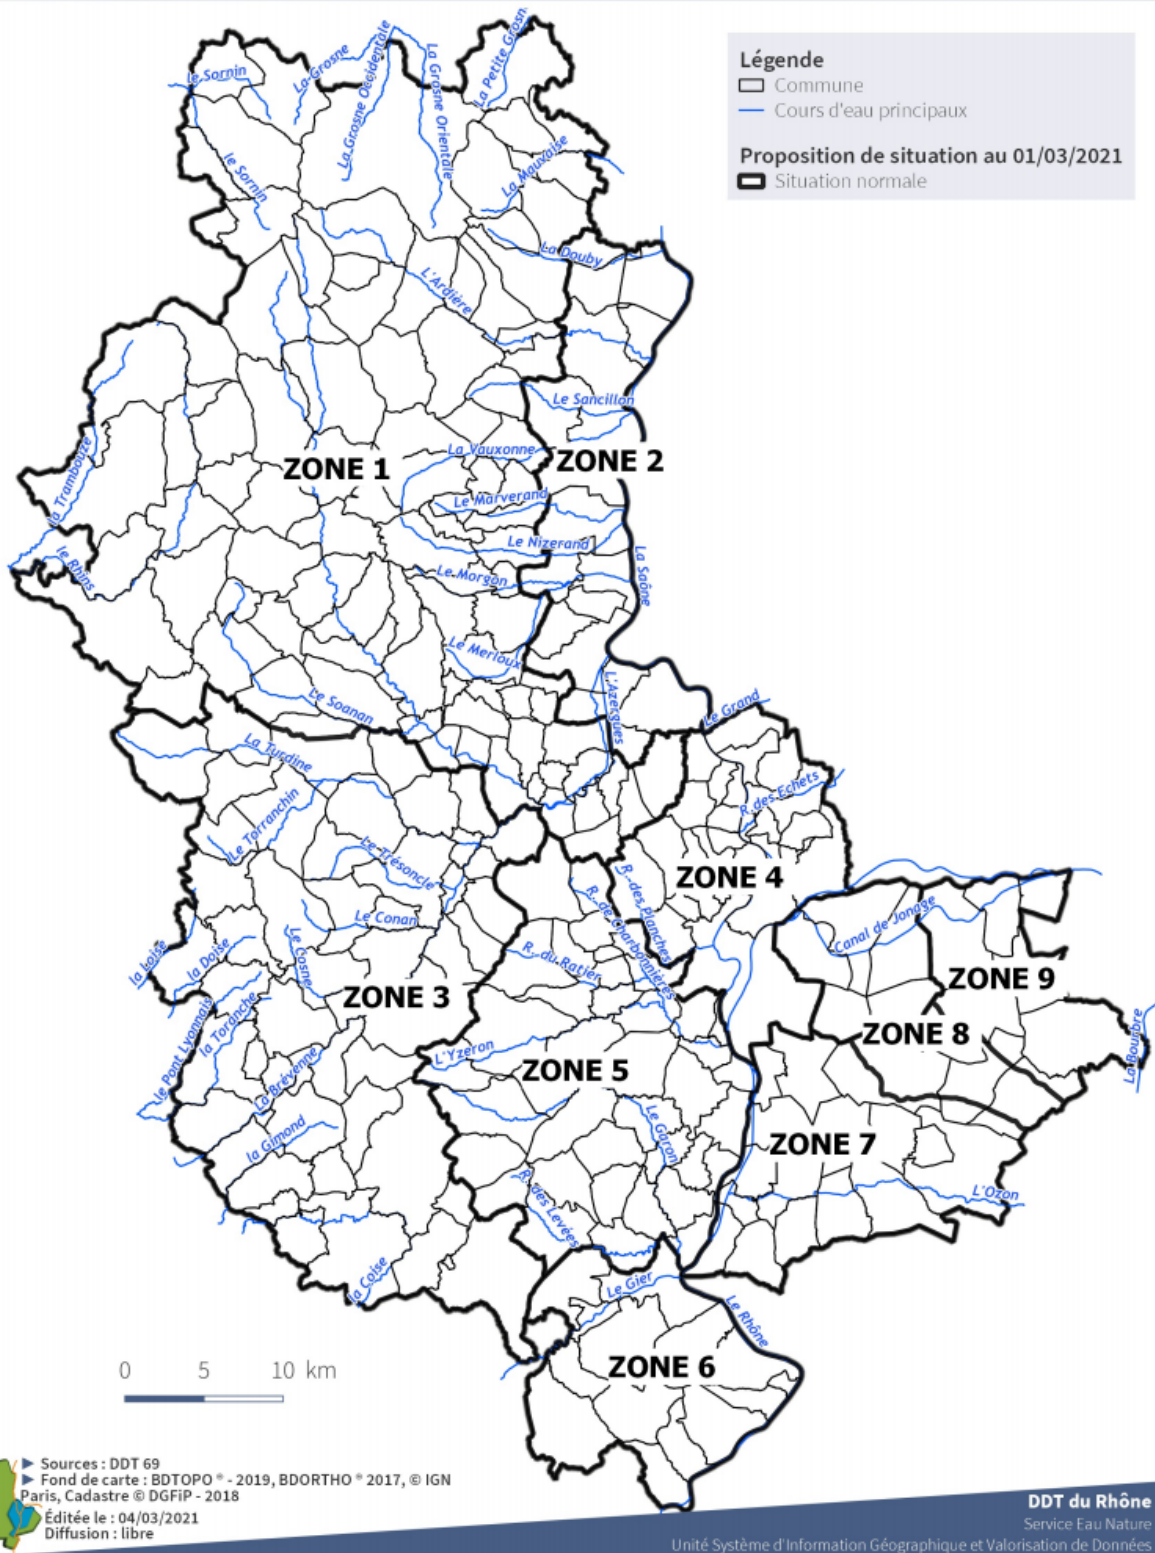 Légende
Commune
Cours d'eau principaux
Proposition de situation au 01/03/2021
Situation normale
le Sornin
La Grosne
La Grosne Occidentale
La Grosne Orientale
La Petite Grosn
le Sornin
La Mauvaise
La Douby
L'Ardière
Le Sancillon
La Vauxonne
ZONE 1
ZONE 2
la Trambouze
Le Marverand
Le Nizerand
le Rhins
Le Morgon
La Saône
Le Merloux
Le Soanan
L'Azergues
Le Grand
La Turdine
R. des Echets
Le Torranchin
Le Trésoncle
ZONE 4
R. des Planches
R. de Charbonnières
Le Conan
Canal de Jonage
la Loise
la Doise
Le Cosne
R. du Ratier
ZONE 3
ZONE 9
ZONE 8
le Pont Lyonnais
la Toranche
L'Yzeron
ZONE 5
La Bourbre
La Brévenne
la Gimond
Le Garon
ZONE 7
R. des Levées
L'Ozon
la Coise
Le Gier
Le Rhône
ZONE 6
0 5 10 km
► Sources : DDT 69
► Fond de carte : BDTOPO ® - 2019, BDORTHO ® 2017, © IGN
Paris, Cadastre © DGFiP - 2018
Éditée le : 04/03/2021
Diffusion : libre
DDT du Rhône
Service Eau Nature
Unité Système d'Information Géographique et Valorisation de Données